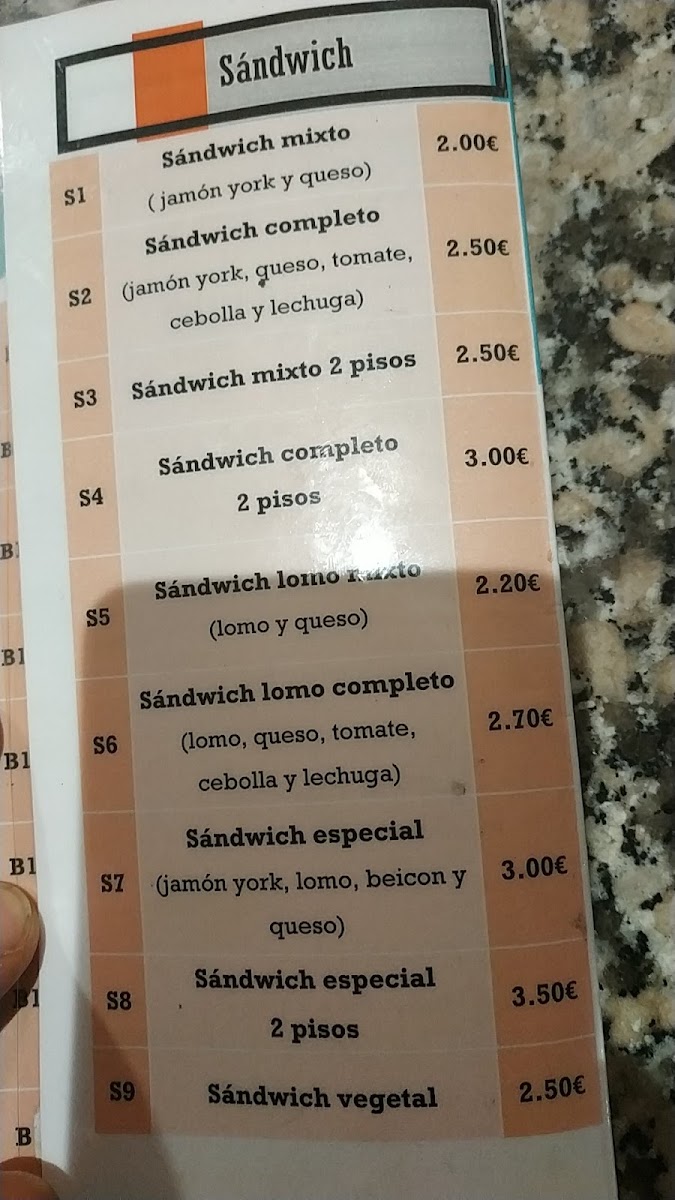 Sándwich
S1
Sándwich mixto
(jamón york y queso)
2.00€
S2
Sándwich completo
(jamón york, queso, tomate,
cebolla y lechuga)
2.50€
S3
Sándwich mixto 2 pisos
2.50€
S4
Sándwich completo
2 pisos
3.00€
S5
Sándwich lomo mixto
(lomo y queso)
2.20€
S6
Sándwich lomo completo
(lomo, queso, tomate,
cebolla y lechuga)
2.70€
S7
Sándwich especial
(jamón york, lomo, beicon y
queso)
3.00€
S8
Sándwich especial
2 pisos
3.50€
S9
Sándwich vegetal
2.50€